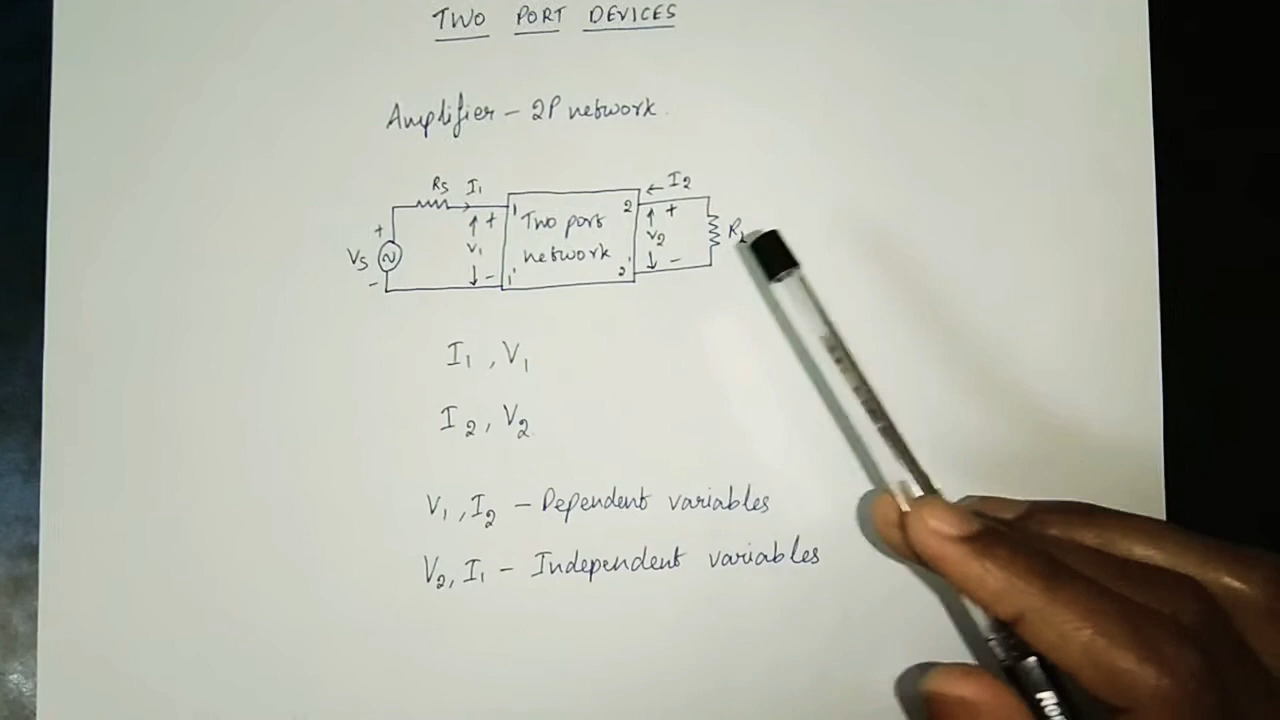 TWO PORT DEVICES
Amplifier - 2P network.
Rs I1
I2
+ 1 Two port 2 +
Vs V1 network V2 RL
- 1' 2' -
I1, V1
I2, V2
V1, I2 - Dependent variables
V2, I1 - Independent variables